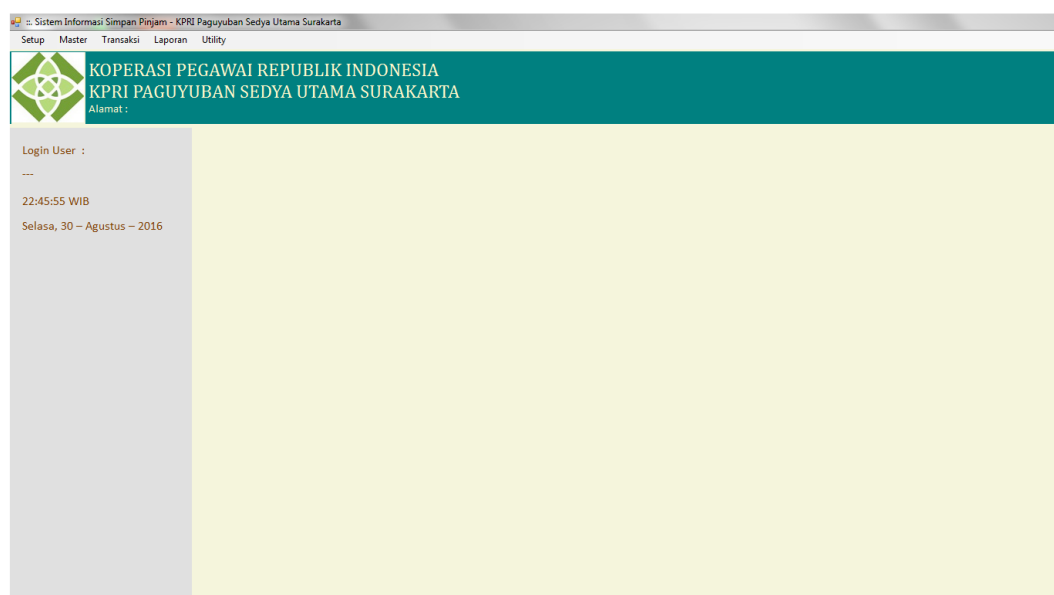 ::. Sistem Informasi Simpan Pinjam - KPRI Paguyuban Sedya Utama Surakarta
Setup Master Transaksi Laporan Utility
KOPERASI PEGAWAI REPUBLIK INDONESIA
KPRI PAGUYUBAN SEDYA UTAMA SURAKARTA
Alamat :
Login User :
---
22:45:55 WIB
Selasa, 30 – Agustus – 2016